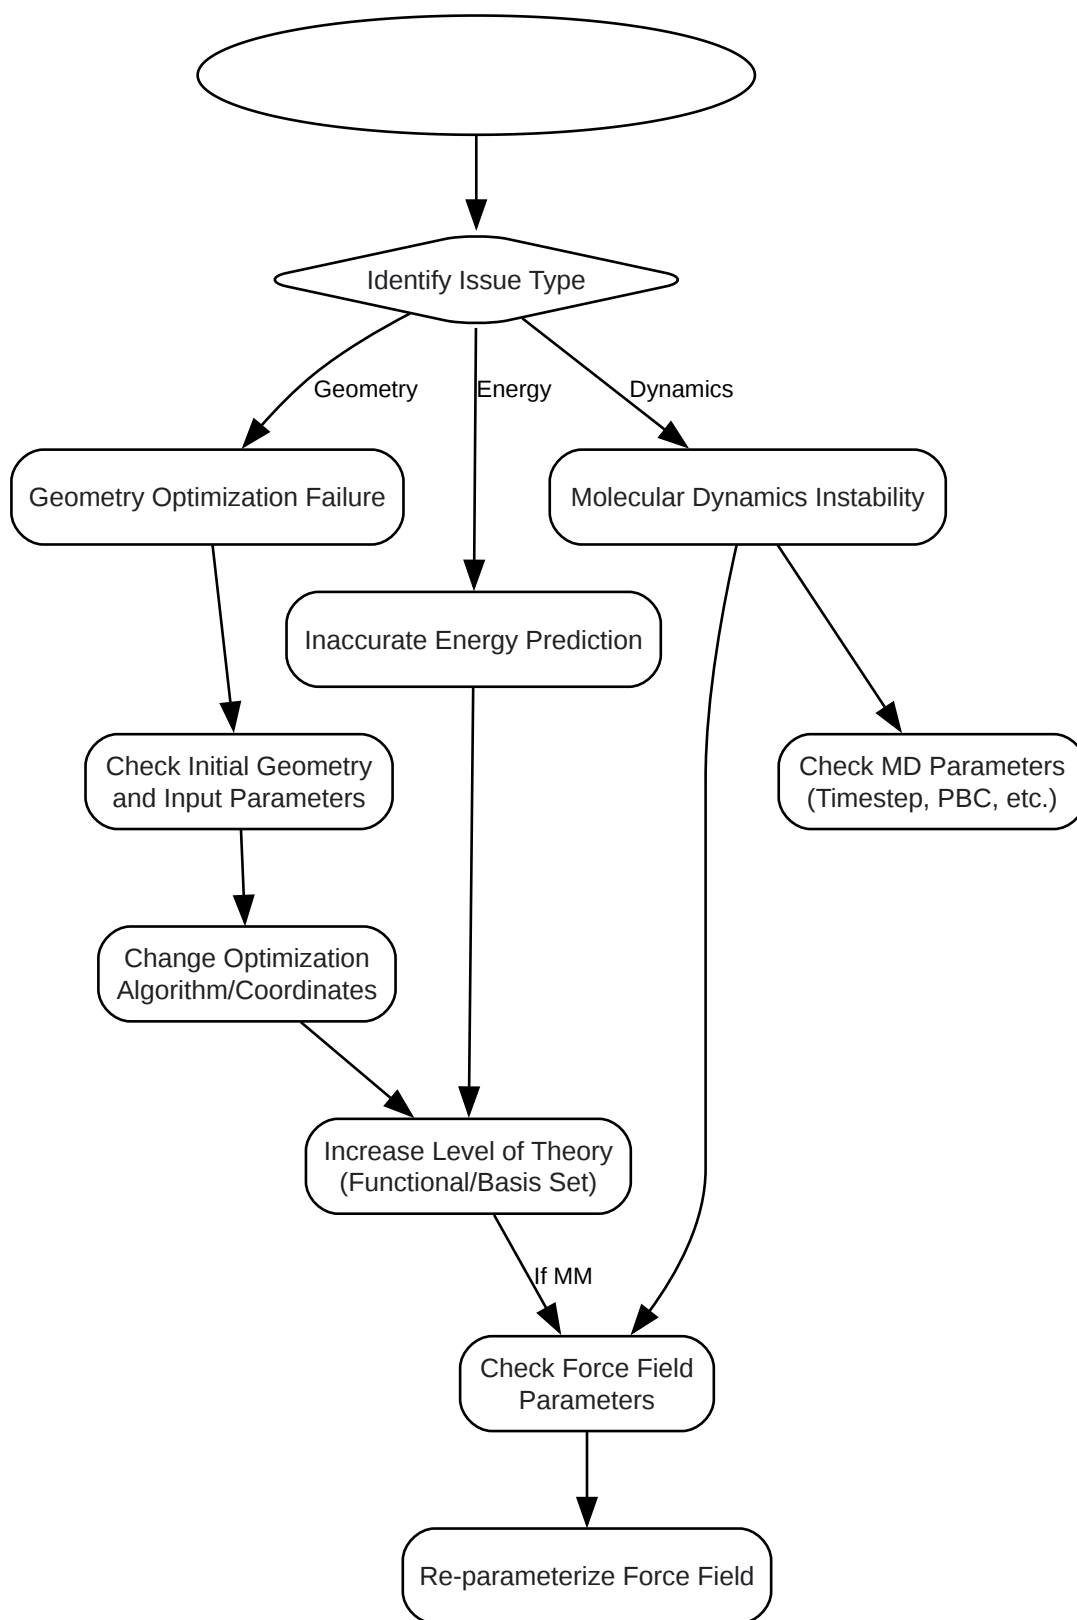 Identify Issue Type
Geometry
Energy
Dynamics
Geometry Optimization Failure
Molecular Dynamics Instability
Inaccurate Energy Prediction
Check Initial Geometry
and Input Parameters
Check MD Parameters
(Timestep, PBC, etc.)
Change Optimization
Algorithm/Coordinates
Increase Level of Theory
(Functional/Basis Set)
If MM
Check Force Field
Parameters
Re-parameterize Force Field